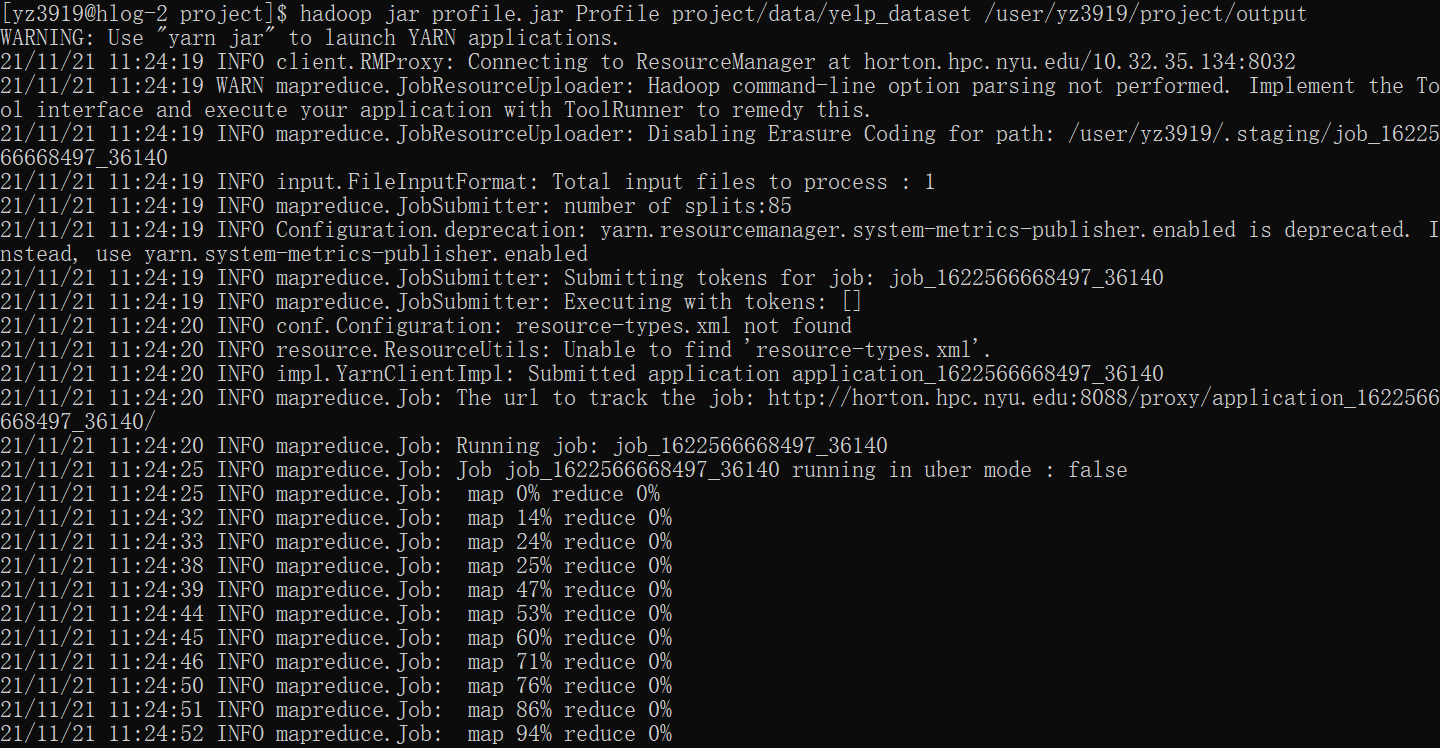 [yz3919@hlog-2 project]$ hadoop jar profile.jar Profile project/data/yelp_dataset /user/yz3919/project/output
WARNING: Use "yarn jar" to launch YARN applications.
21/11/21 11:24:19 INFO client.RMProxy: Connecting to ResourceManager at horton.hpc.nyu.edu/10.32.35.134:8032
21/11/21 11:24:19 WARN mapreduce.JobResourceUploader: Hadoop command-line option parsing not performed. Implement the To
ol interface and execute your application with ToolRunner to remedy this.
21/11/21 11:24:19 INFO mapreduce.JobResourceUploader: Disabling Erasure Coding for path: /user/yz3919/.staging/job_16225
66668497_36140
21/11/21 11:24:19 INFO input.FileInputFormat: Total input files to process : 1
21/11/21 11:24:19 INFO mapreduce.JobSubmitter: number of splits:85
21/11/21 11:24:19 INFO Configuration.deprecation: yarn.resourcemanager.system-metrics-publisher.enabled is deprecated. I
nstead, use yarn.system-metrics-publisher.enabled
21/11/21 11:24:19 INFO mapreduce.JobSubmitter: Submitting tokens for job: job_1622566668497_36140
21/11/21 11:24:19 INFO mapreduce.JobSubmitter: Executing with tokens: []
21/11/21 11:24:20 INFO conf.Configuration: resource-types.xml not found
21/11/21 11:24:20 INFO resource.ResourceUtils: Unable to find 'resource-types.xml'.
21/11/21 11:24:20 INFO impl.YarnClientImpl: Submitted application application_1622566668497_36140
21/11/21 11:24:20 INFO mapreduce.Job: The url to track the job: http://horton.hpc.nyu.edu:8088/proxy/application_1622566
668497_36140/
21/11/21 11:24:20 INFO mapreduce.Job: Running job: job_1622566668497_36140
21/11/21 11:24:25 INFO mapreduce.Job: Job job_1622566668497_36140 running in uber mode : false
21/11/21 11:24:25 INFO mapreduce.Job:  map 0% reduce 0%
21/11/21 11:24:32 INFO mapreduce.Job:  map 14% reduce 0%
21/11/21 11:24:33 INFO mapreduce.Job:  map 24% reduce 0%
21/11/21 11:24:38 INFO mapreduce.Job:  map 25% reduce 0%
21/11/21 11:24:39 INFO mapreduce.Job:  map 47% reduce 0%
21/11/21 11:24:44 INFO mapreduce.Job:  map 53% reduce 0%
21/11/21 11:24:45 INFO mapreduce.Job:  map 60% reduce 0%
21/11/21 11:24:46 INFO mapreduce.Job:  map 71% reduce 0%
21/11/21 11:24:50 INFO mapreduce.Job:  map 76% reduce 0%
21/11/21 11:24:51 INFO mapreduce.Job:  map 86% reduce 0%
21/11/21 11:24:52 INFO mapreduce.Job:  map 94% reduce 0%